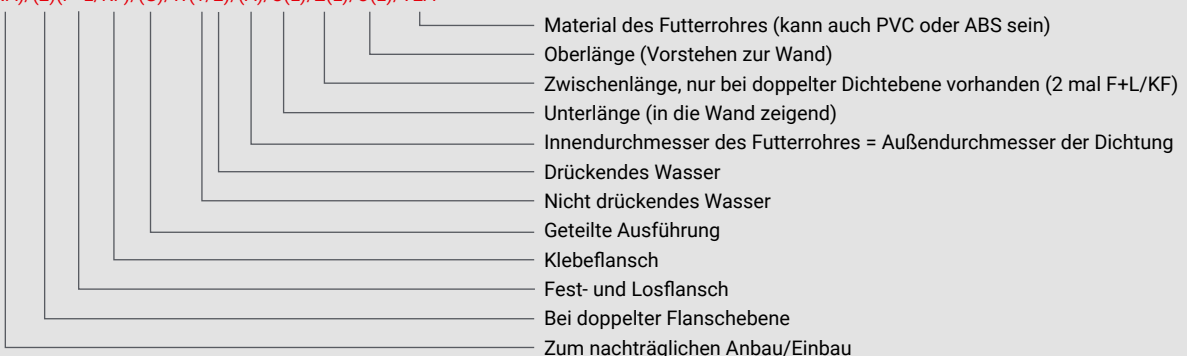 Material des Futterrohres (kann auch PVC oder ABS sein)
Oberlänge (Vorstehen zur Wand)
Zwischenlänge, nur bei doppelter Dichtebene vorhanden (2 mal F+L/KF)
Unterlänge (in die Wand zeigend)
Innendurchmesser des Futterrohres = Außendurchmesser der Dichtung
Drückendes Wasser
Nicht drückendes Wasser
Geteilte Ausführung
Klebeflansch
Fest- und Losflansch
Bei doppelter Flanschebene
Zum nachträglichen Anbau/Einbau